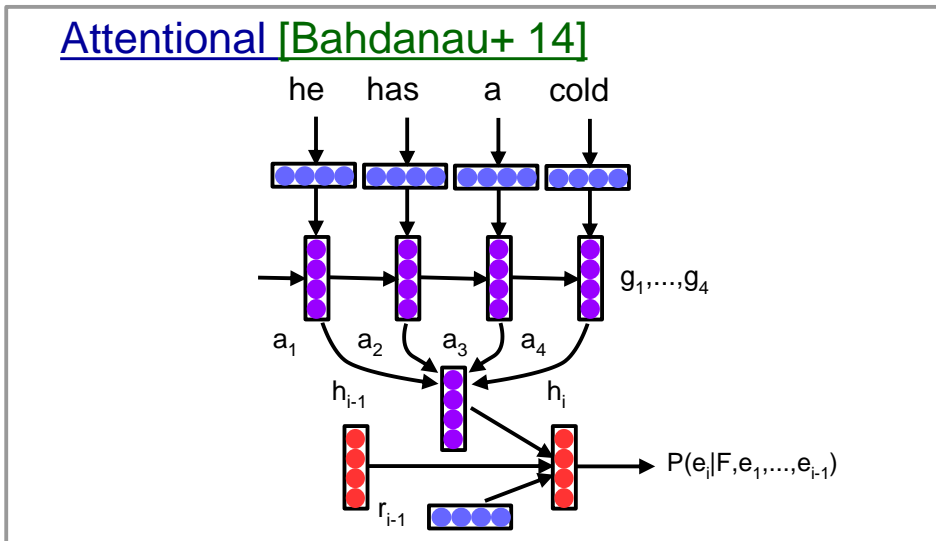 Attentional [Bahdanau+ 14]
he has a cold
g₁,...,g₄
a₁ a₂ a₃ a₄
hᵢ₋₁ hᵢ
P(eᵢ|F,e₁,...,eᵢ₋₁)
rᵢ₋₁